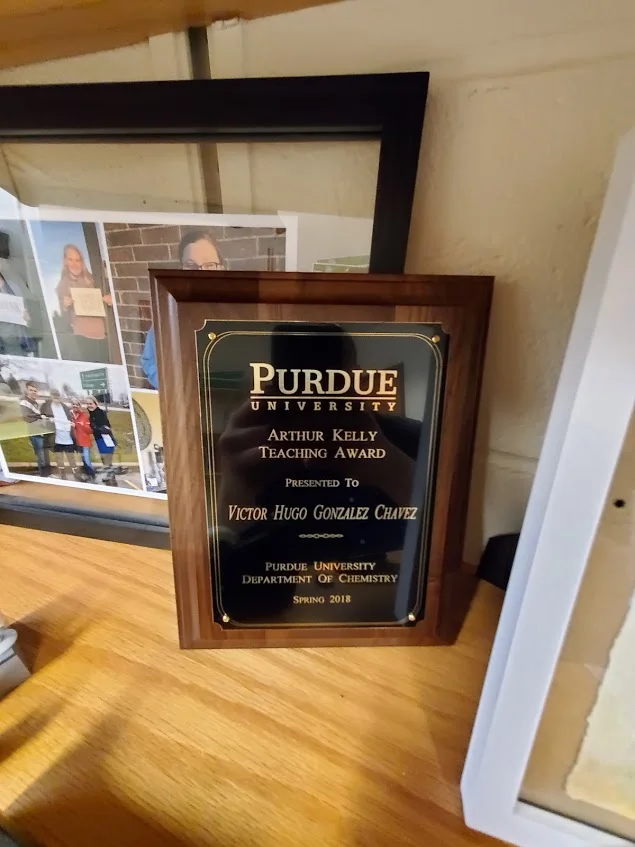 PURDUE
UNIVERSITY
ARTHUR KELLY
TEACHING AWARD
PRESENTED TO
VICTOR HUGO GONZALEZ CHAVEZ
PURDUE UNIVERSITY
DEPARTMENT OF CHEMISTRY
SPRING 2018